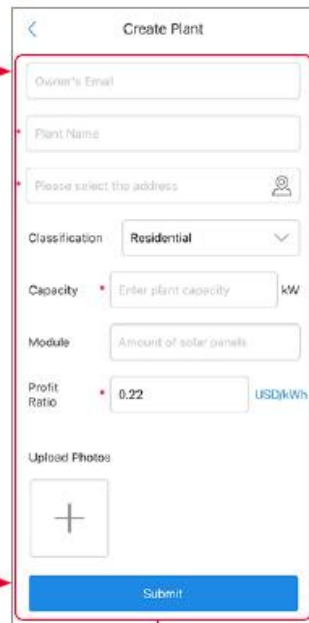 Create Plant
Owner's Email
* Plant Name
* Please select the address
Classification Residential
Capacity * Enter plant capacity kW
Module Amount of solar panels
Profit
Ratio * 0.22 USD/kWh
Upload Photos
Submit